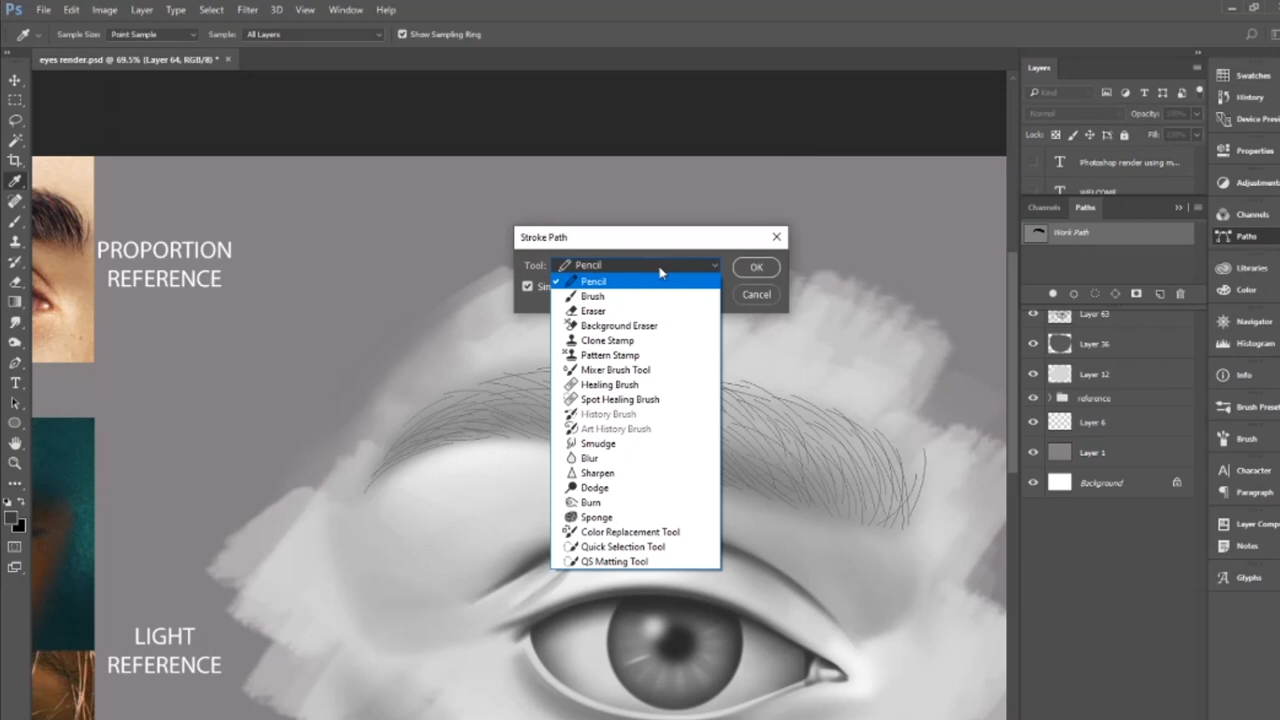 Ps File Edit Image Layer Type Select Filter 3D View Window Help
Sample Size: Point Sample Sample: All Layers Show Sampling Ring
eyes render.psd @ 69.5% (Layer 64, RGB/8) * ×
PROPORTION
REFERENCE
LIGHT
REFERENCE
Stroke Path
Tool: Pencil
OK
Cancel
Pencil
Brush
Eraser
Background Eraser
Clone Stamp
Pattern Stamp
Mixer Brush Tool
Healing Brush
Spot Healing Brush
History Brush
Art History Brush
Smudge
Blur
Sharpen
Dodge
Burn
Sponge
Color Replacement Tool
Quick Selection Tool
QS Matting Tool
Layers
Kind
Normal Opacity: 100%
Lock: Fill: 100%
Photoshop render using m...
WELCOME
Channels Paths
Work Path
Layer 63
Layer 36
Layer 12
reference
Layer 6
Layer 1
Background
Swatches
History
Device Previ
Properties
Adjustment
Channels
Paths
Libraries
Color
Navigator
Histogram
Info
Brush Preset
Brush
Character
Paragraph
Layer Comp
Notes
Glyphs